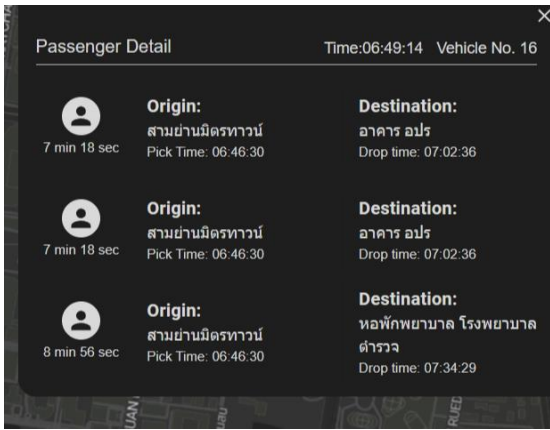 Passenger Detail
Time:06:49:14 Vehicle No. 16
Origin:
สามย่านมิตรทาวน์
Pick Time: 06:46:30
7 min 18 sec
Destination:
อาคาร อปร
Drop time: 07:02:36
Origin:
สามย่านมิตรทาวน์
Pick Time: 06:46:30
7 min 18 sec
Destination:
อาคาร อปร
Drop time: 07:02:36
Origin:
สามย่านมิตรทาวน์
Pick Time: 06:46:30
8 min 56 sec
Destination:
หอพักพยาบาล โรงพยาบาล
ตำรวจ
Drop time: 07:34:29